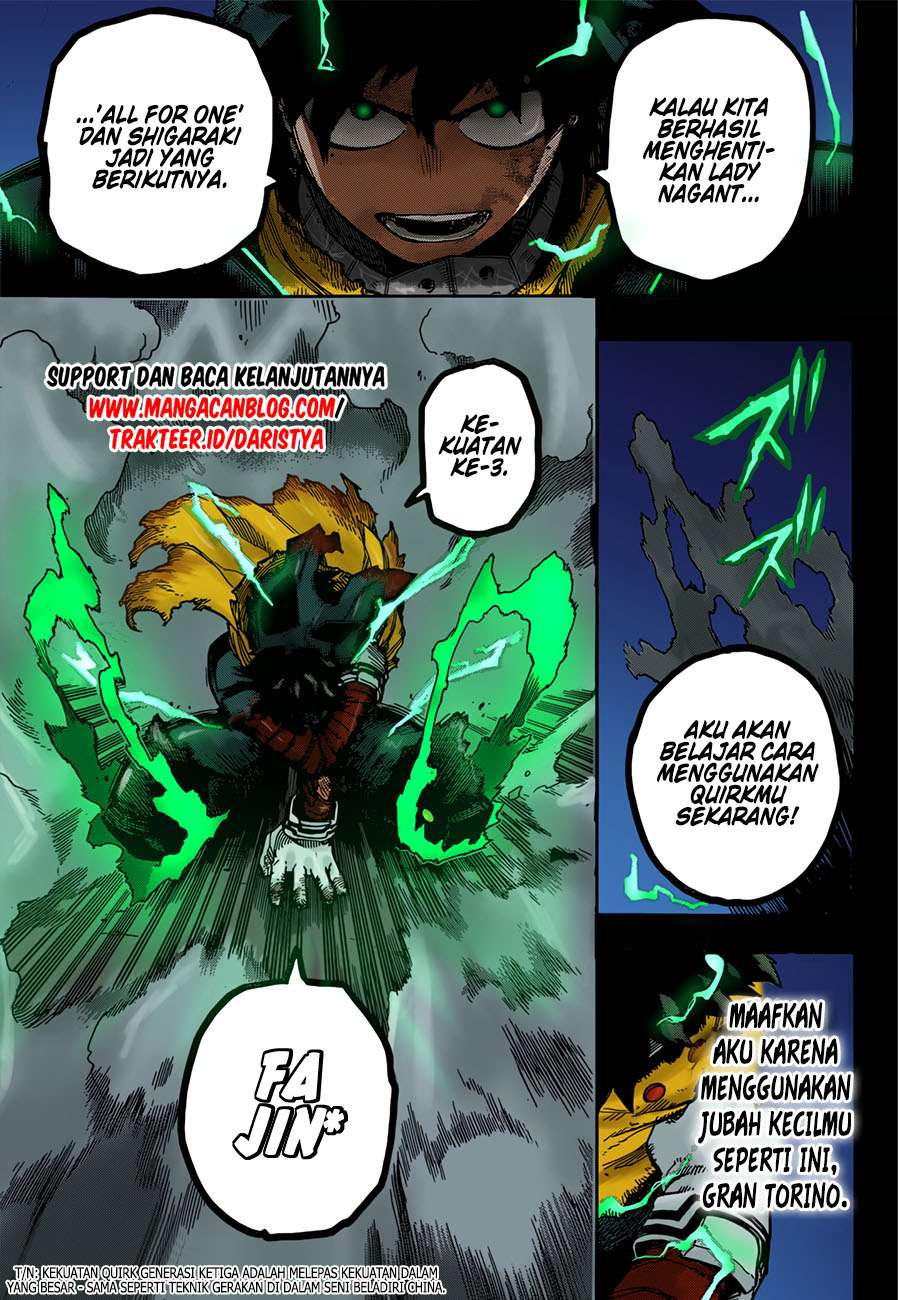 KALAU KITA
BERHASIL
MENGHENTI-
KAN LADY
NAGANT...
...'ALL FOR ONE'
DAN SHIGARAKI
JADI YANG
BERIKUTNYA.
ズ
ズ
AKU AKAN
BELAJAR CARA
MENGGUNAKAN
QUIRKMU
SEKARANG!
MAAFKAN
AKU KARENA
MENGGUNAKAN
JUBAH KECILMU
SEPERTI INI,
GRAN TORINO.
SUPPORT DAN BACA KELANJUTANNYA
WWW.MANGACANBLOG.COM/
TRAKTEER.ID/DARISTYA
KE-
KUATAN
KE-3.
FA
JIN*
T/N: KEKUATAN QUIRK GENERASI KETIGA ADALAH MELEPAS KEKUATAN DALAM
YANG BESAR - SAMA SEPERTI TEKNIK GERAKAN DI DALAM SENI BELADIRI CHINA.